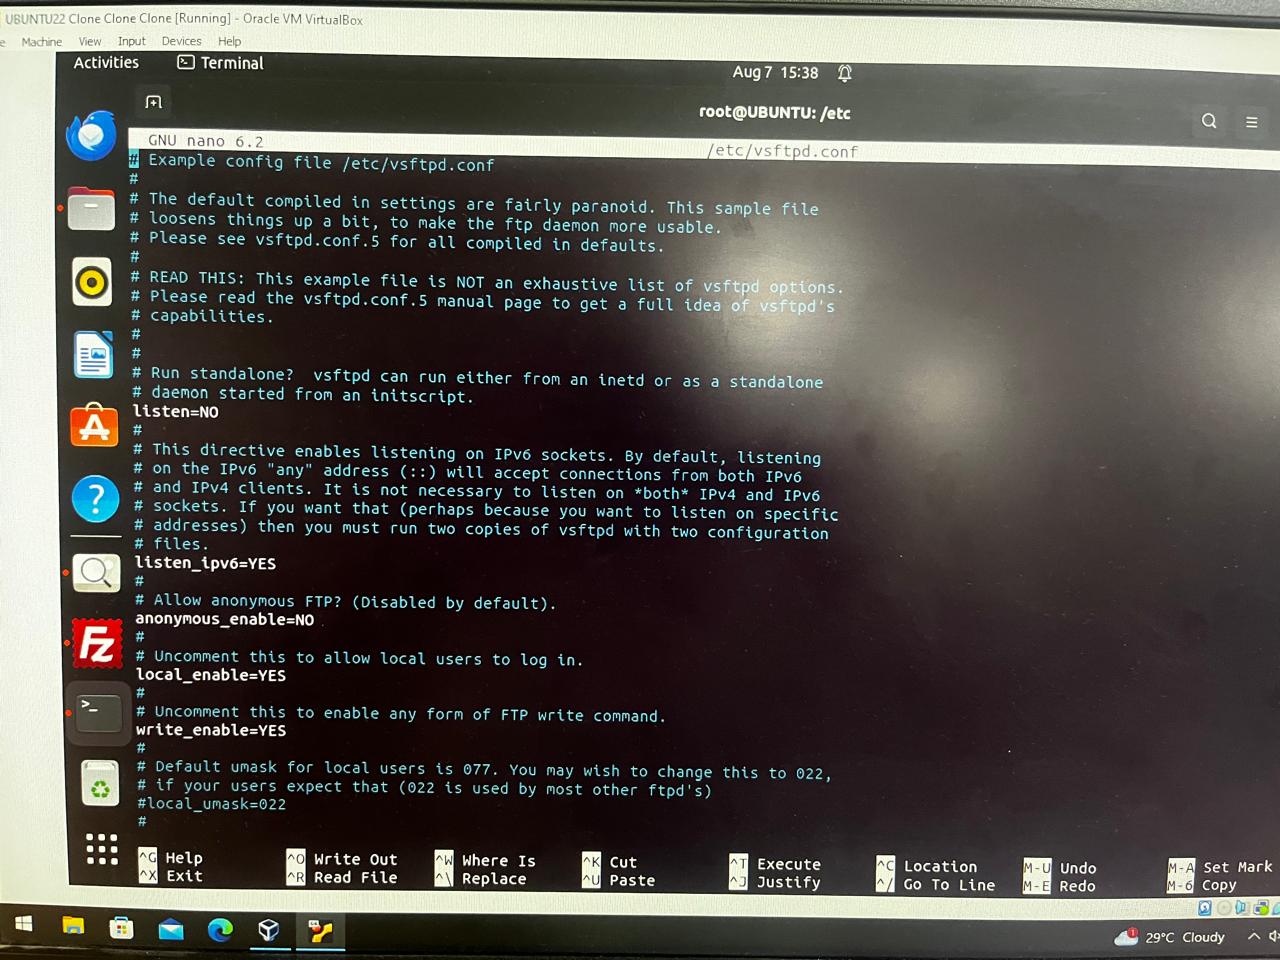 UBUNTU22 Clone Clone Clone [Running] - Oracle VM VirtualBox
Machine View Input Devices Help
Activities Terminal
Aug 7 15:38
root@UBUNTU: /etc
GNU nano 6.2 /etc/vsftpd.conf
# Example config file /etc/vsftpd.conf
#
# The default compiled in settings are fairly paranoid. This sample file
# loosens things up a bit, to make the ftp daemon more usable.
# Please see vsftpd.conf.5 for all compiled in defaults.
#
# READ THIS: This example file is NOT an exhaustive list of vsftpd options.
# Please read the vsftpd.conf.5 manual page to get a full idea of vsftpd's
# capabilities.
#
#
# Run standalone?  vsftpd can run either from an inetd or as a standalone
# daemon started from an initscript.
listen=NO
#
# This directive enables listening on IPv6 sockets. By default, listening
# on the IPv6 "any" address (::) will accept connections from both IPv6
# and IPv4 clients. It is not necessary to listen on *both* IPv4 and IPv6
# sockets. If you want that (perhaps because you want to listen on specific
# addresses) then you must run two copies of vsftpd with two configuration
# files.
listen_ipv6=YES
#
# Allow anonymous FTP? (Disabled by default).
anonymous_enable=NO
#
# Uncomment this to allow local users to log in.
local_enable=YES
#
# Uncomment this to enable any form of FTP write command.
write_enable=YES
#
# Default umask for local users is 077. You may wish to change this to 022,
# if your users expect that (022 is used by most other ftpd's)
#local_umask=022
#
^G Help ^O Write Out ^W Where Is ^K Cut ^T Execute ^C Location M-U Undo M-A Set Mark
^X Exit ^R Read File ^\ Replace ^U Paste ^J Justify ^/ Go To Line M-E Redo M-6 Copy
29°C Cloudy